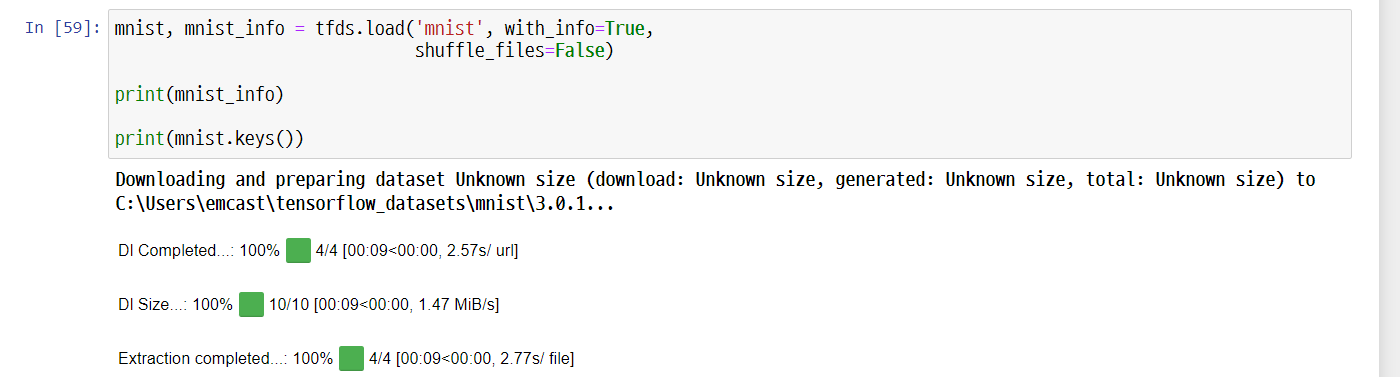 In [59]: mnist, mnist_info = tfds.load('mnist', with_info=True,
shuffle_files=False)
print(mnist_info)
print(mnist.keys())
Downloading and preparing dataset Unknown size (download: Unknown size, generated: Unknown size, total: Unknown size) to
C:\Users\emcast\tensorflow_datasets\mnist\3.0.1...
Dl Completed...: 100% 4/4 [00:09<00:00, 2.57s/ url]
Dl Size...: 100% 10/10 [00:09<00:00, 1.47 MiB/s]
Extraction completed...: 100% 4/4 [00:09<00:00, 2.77s/ file]